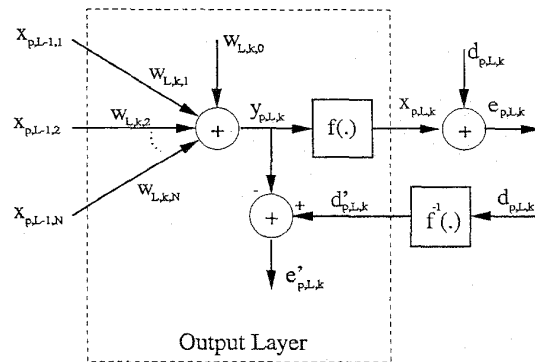 x_{p,L-1,1}
w_{L,k,0}
d_{p,L,k}
w_{L,k,1}
y_{p,L,k}
x_{p,L,k}
e_{p,L,k}
x_{p,L-1,2}
w_{L,k,2}
+
f(.)
+
w_{L,k,N}
x_{p,L-1,N}
-
+
+
d'_{p,L,k}
f^{-1}(.)
d_{p,L,k}
e'_{p,L,k}
Output Layer